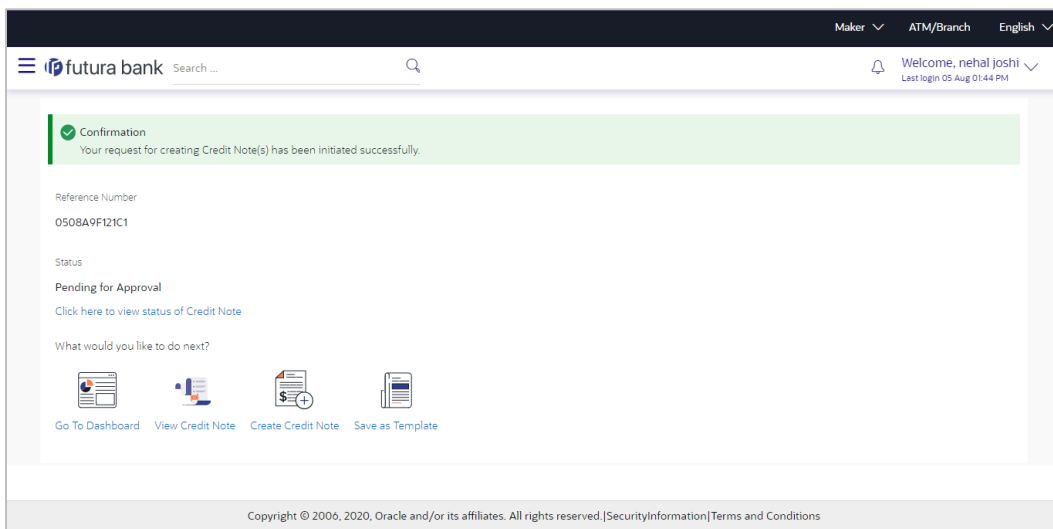 Maker ATM/Branch English
futura bank Search ... Welcome, nehal joshi
Last login 05 Aug 01:44 PM
Confirmation
Your request for creating Credit Note(s) has been initiated successfully.
Reference Number
0508A9F121C1
Status
Pending for Approval
Click here to view status of Credit Note
What would you like to do next?
Go To Dashboard View Credit Note Create Credit Note Save as Template
Copyright © 2006, 2020, Oracle and/or its affiliates. All rights reserved.|SecurityInformation|Terms and Conditions